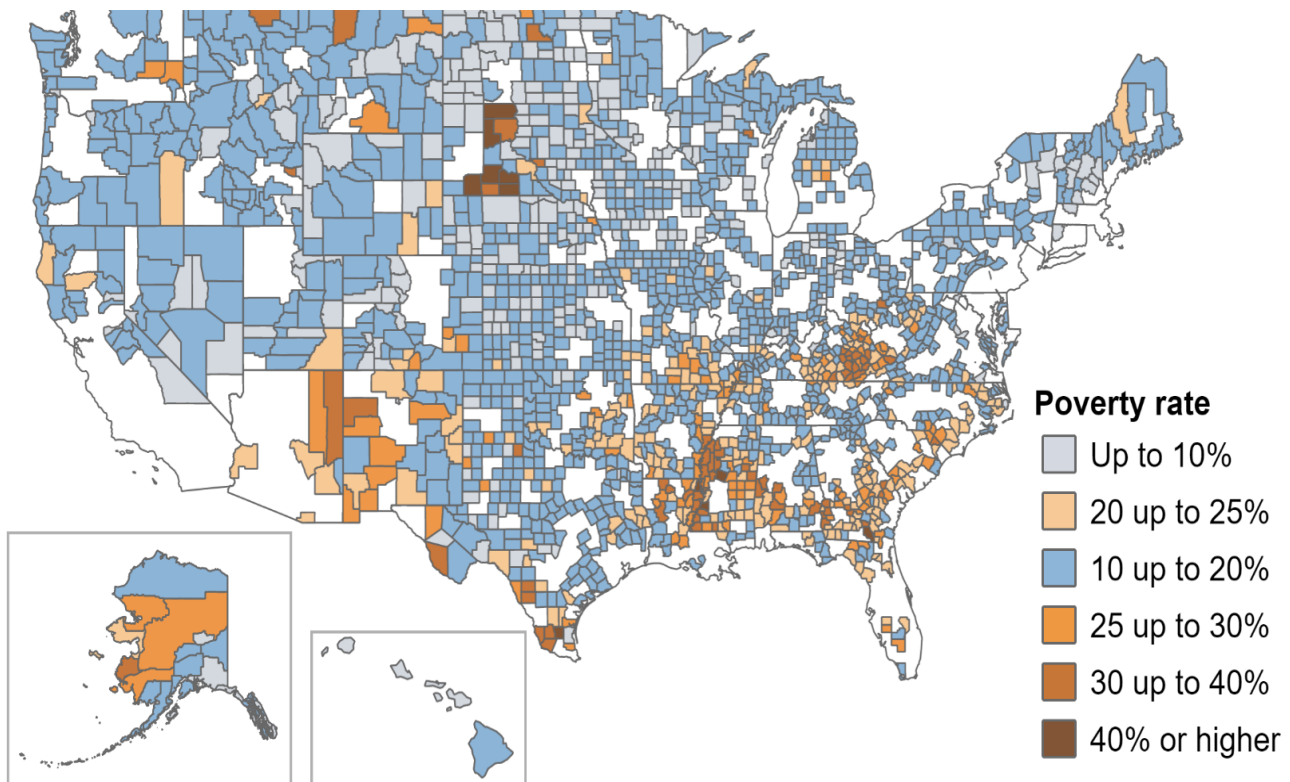 Poverty rate
Up to 10%
20 up to 25%
10 up to 20%
25 up to 30%
30 up to 40%
40% or higher